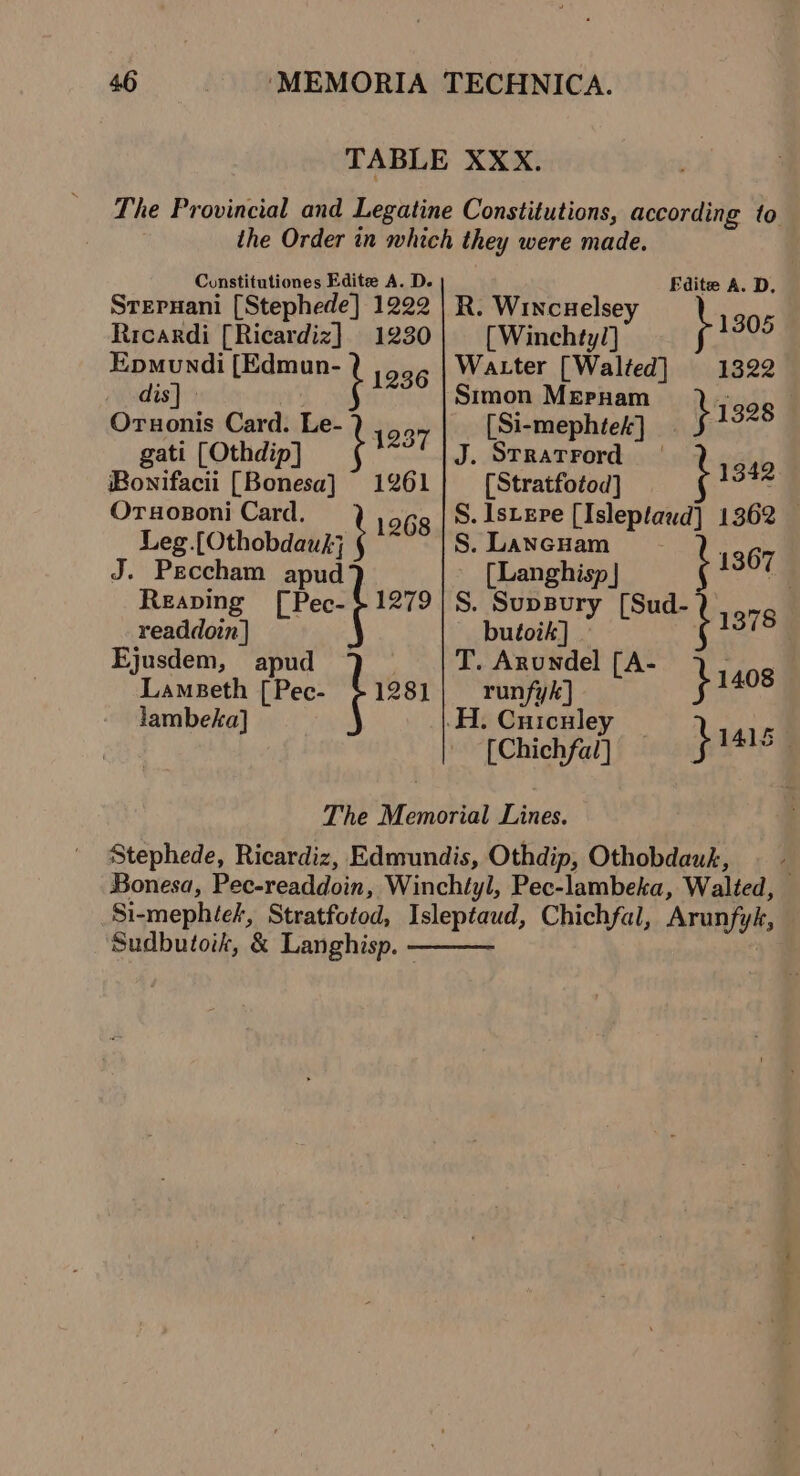 46 MEMORIA TECHNICA.
TABLE XXX.
The Provincial and Legatine Constitutions, according to
the Order in which they were made.
Constitutiones Editæ A. D.
STEPHani [Stephede] 1222
RICARdi [Ricardiz] 1230
EDMUNdi [Edmun-
dis] } 1236
OTHonis Card. Le-
gati [Othdip] } 1237
BONifacii [Bonesa] 1261
OTHOBONi Card.
Leg.[Othobdauk] } 1268
J. PECcham apud
READING [Pec-
readdoin] } 1279
Ejusdem, apud
LAMBeth [Pec-
lambeka] } 1281
Editæ A. D.
R. WINCHelsey
[Winchtyl] } 1305
WALter [Walted] 1322
SIMON MEPHam
[Si-mephtek] } 1328
J. STRATFord
[Stratfotod] } 1342
S. ISLEPe [Isleptaud] 1362
S. LANGHam
[Langhisp] } 1367
S. SUDBURY [Sud-
butoik] } 1378
T. ARUNdel [A-
runfyk] } 1408
H. CHICHley
[Chichfal] } 1415
The Memorial Lines.
Stephede, Ricardiz, Edmundis, Othdip, Othobdauk,
Bonesa, Pec-readdoin, Winchtyl, Pec-lambeka, Walted,
Si-mephtek, Stratfotod, Isleptaud, Chichfal, Arunfyk,
Sudbutoik, & Langhisp. ———